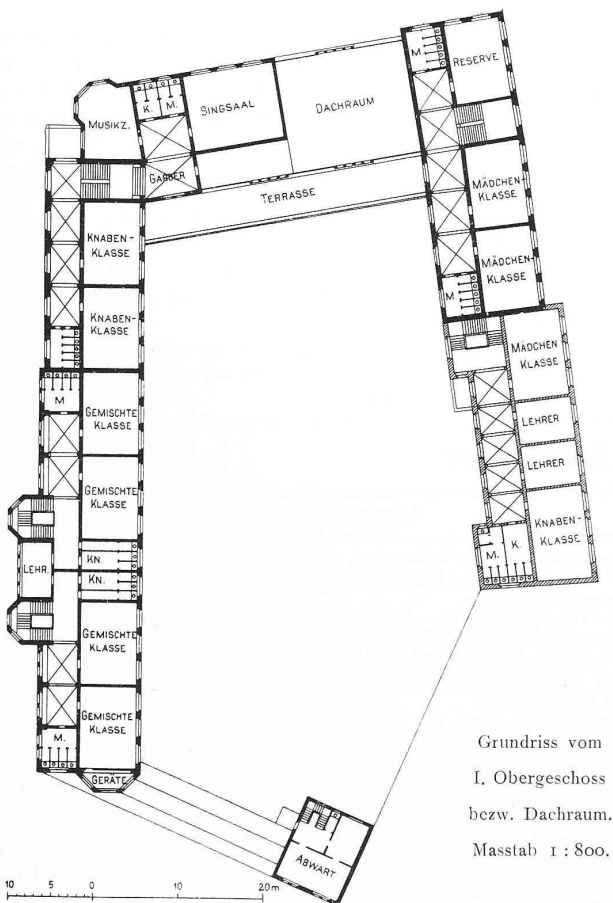 M.
RESERVE
K. M.
SINGSAAL
DACHRAUM
MUSIKZ.
GARDER
TERRASSE
MÄDCHEN-
KLASSE
MÄDCHEN-
KLASSE
M
KNABEN-
KLASSE
KNABEN-
KLASSE
MÄDCHEN
KLASSE
M
GEMISCHTE
KLASSE
LEHRER
LEHRER
GEMISCHTE
KLASSE
KNABEN-
KLASSE
M. K.
KN.
LEHR.
KN.
GEMISCHTE
KLASSE
GEMISCHTE
KLASSE
M.
GERÄTE
ABWART
Grundriss vom
I. Obergeschoss
bezw. Dachraum.
Masstab 1 : 800.
10 5 0 10 20 m